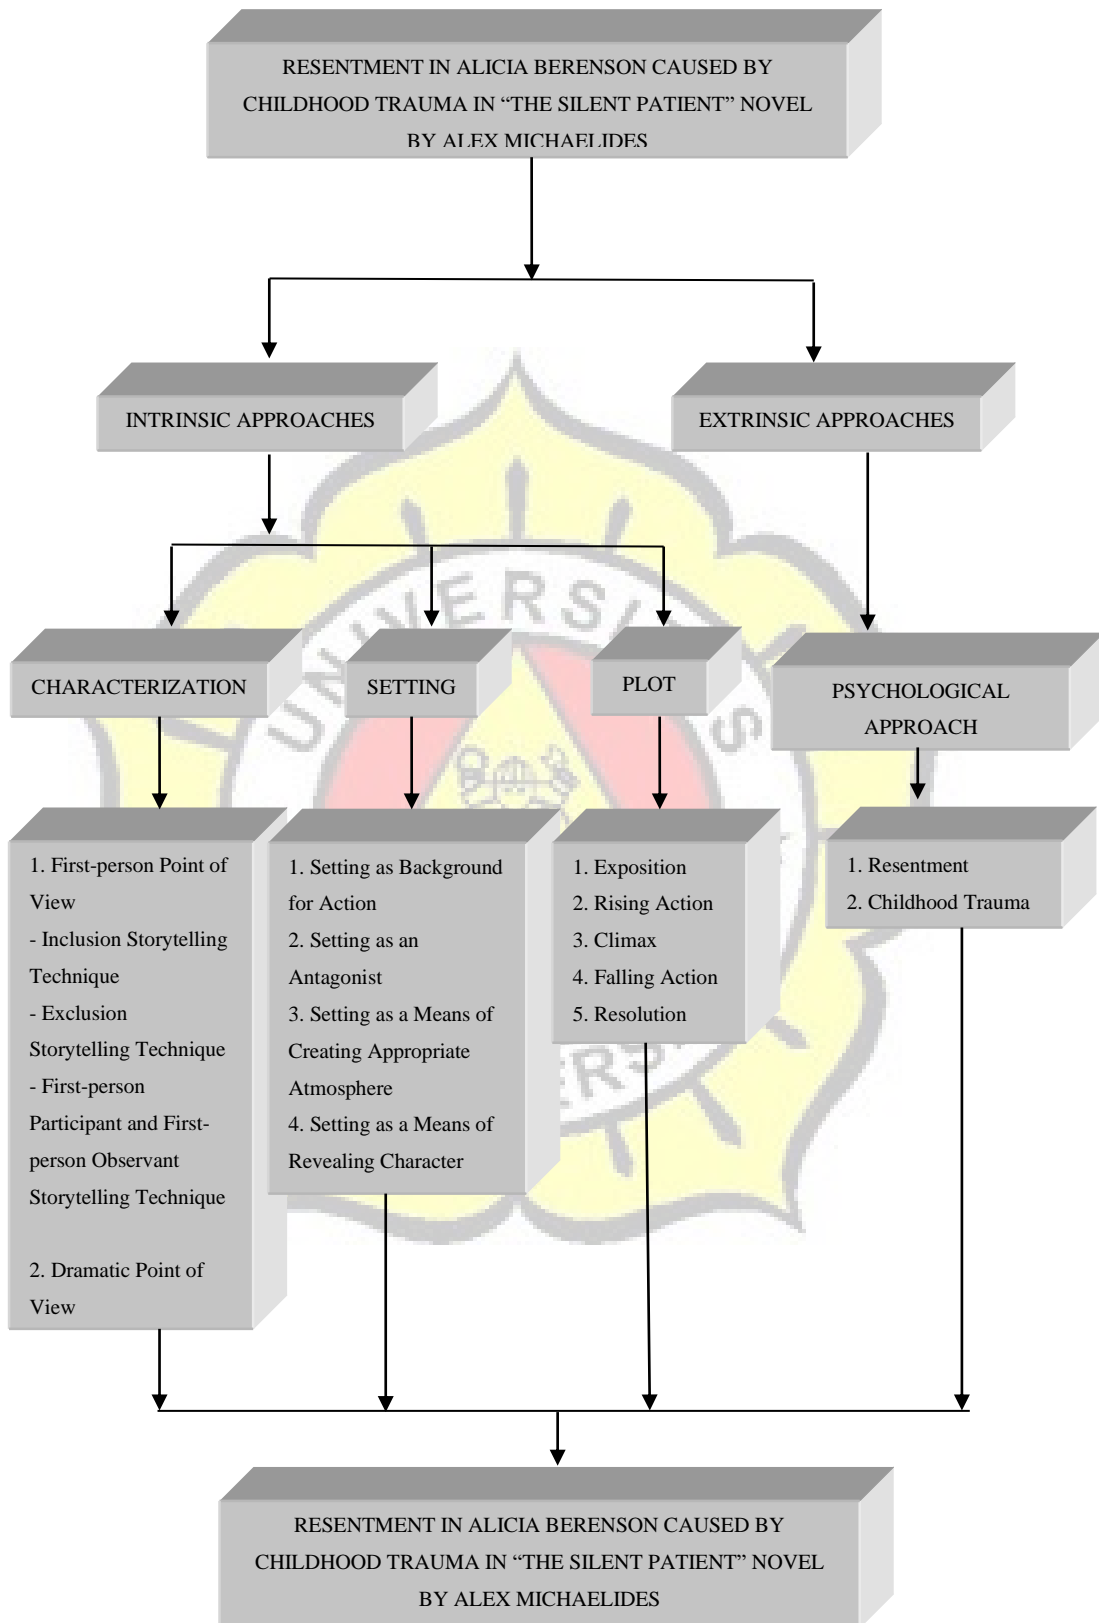 RESENTMENT IN ALICIA BERENSON CAUSED BY
CHILDHOOD TRAUMA IN “THE SILENT PATIENT” NOVEL
BY ALEX MICHAELIDES
INTRINSIC APPROACHES
EXTRINSIC APPROACHES
UNIVERSITAS
CHARACTERIZATION
SETTING
PLOT
PSYCHOLOGICAL
APPROACH
1. First-person Point of
View
- Inclusion Storytelling
Technique
- Exclusion
Storytelling Technique
- First-person
Participant and First-
person Observant
Storytelling Technique
2. Dramatic Point of
View
1. Setting as Background
for Action
2. Setting as an
Antagonist
3. Setting as a Means of
Creating Appropriate
Atmosphere
4. Setting as a Means of
Revealing Character
1. Exposition
2. Rising Action
3. Climax
4. Falling Action
5. Resolution
1. Resentment
2. Childhood Trauma
RESENTMENT IN ALICIA BERENSON CAUSED BY
CHILDHOOD TRAUMA IN “THE SILENT PATIENT” NOVEL
BY ALEX MICHAELIDES